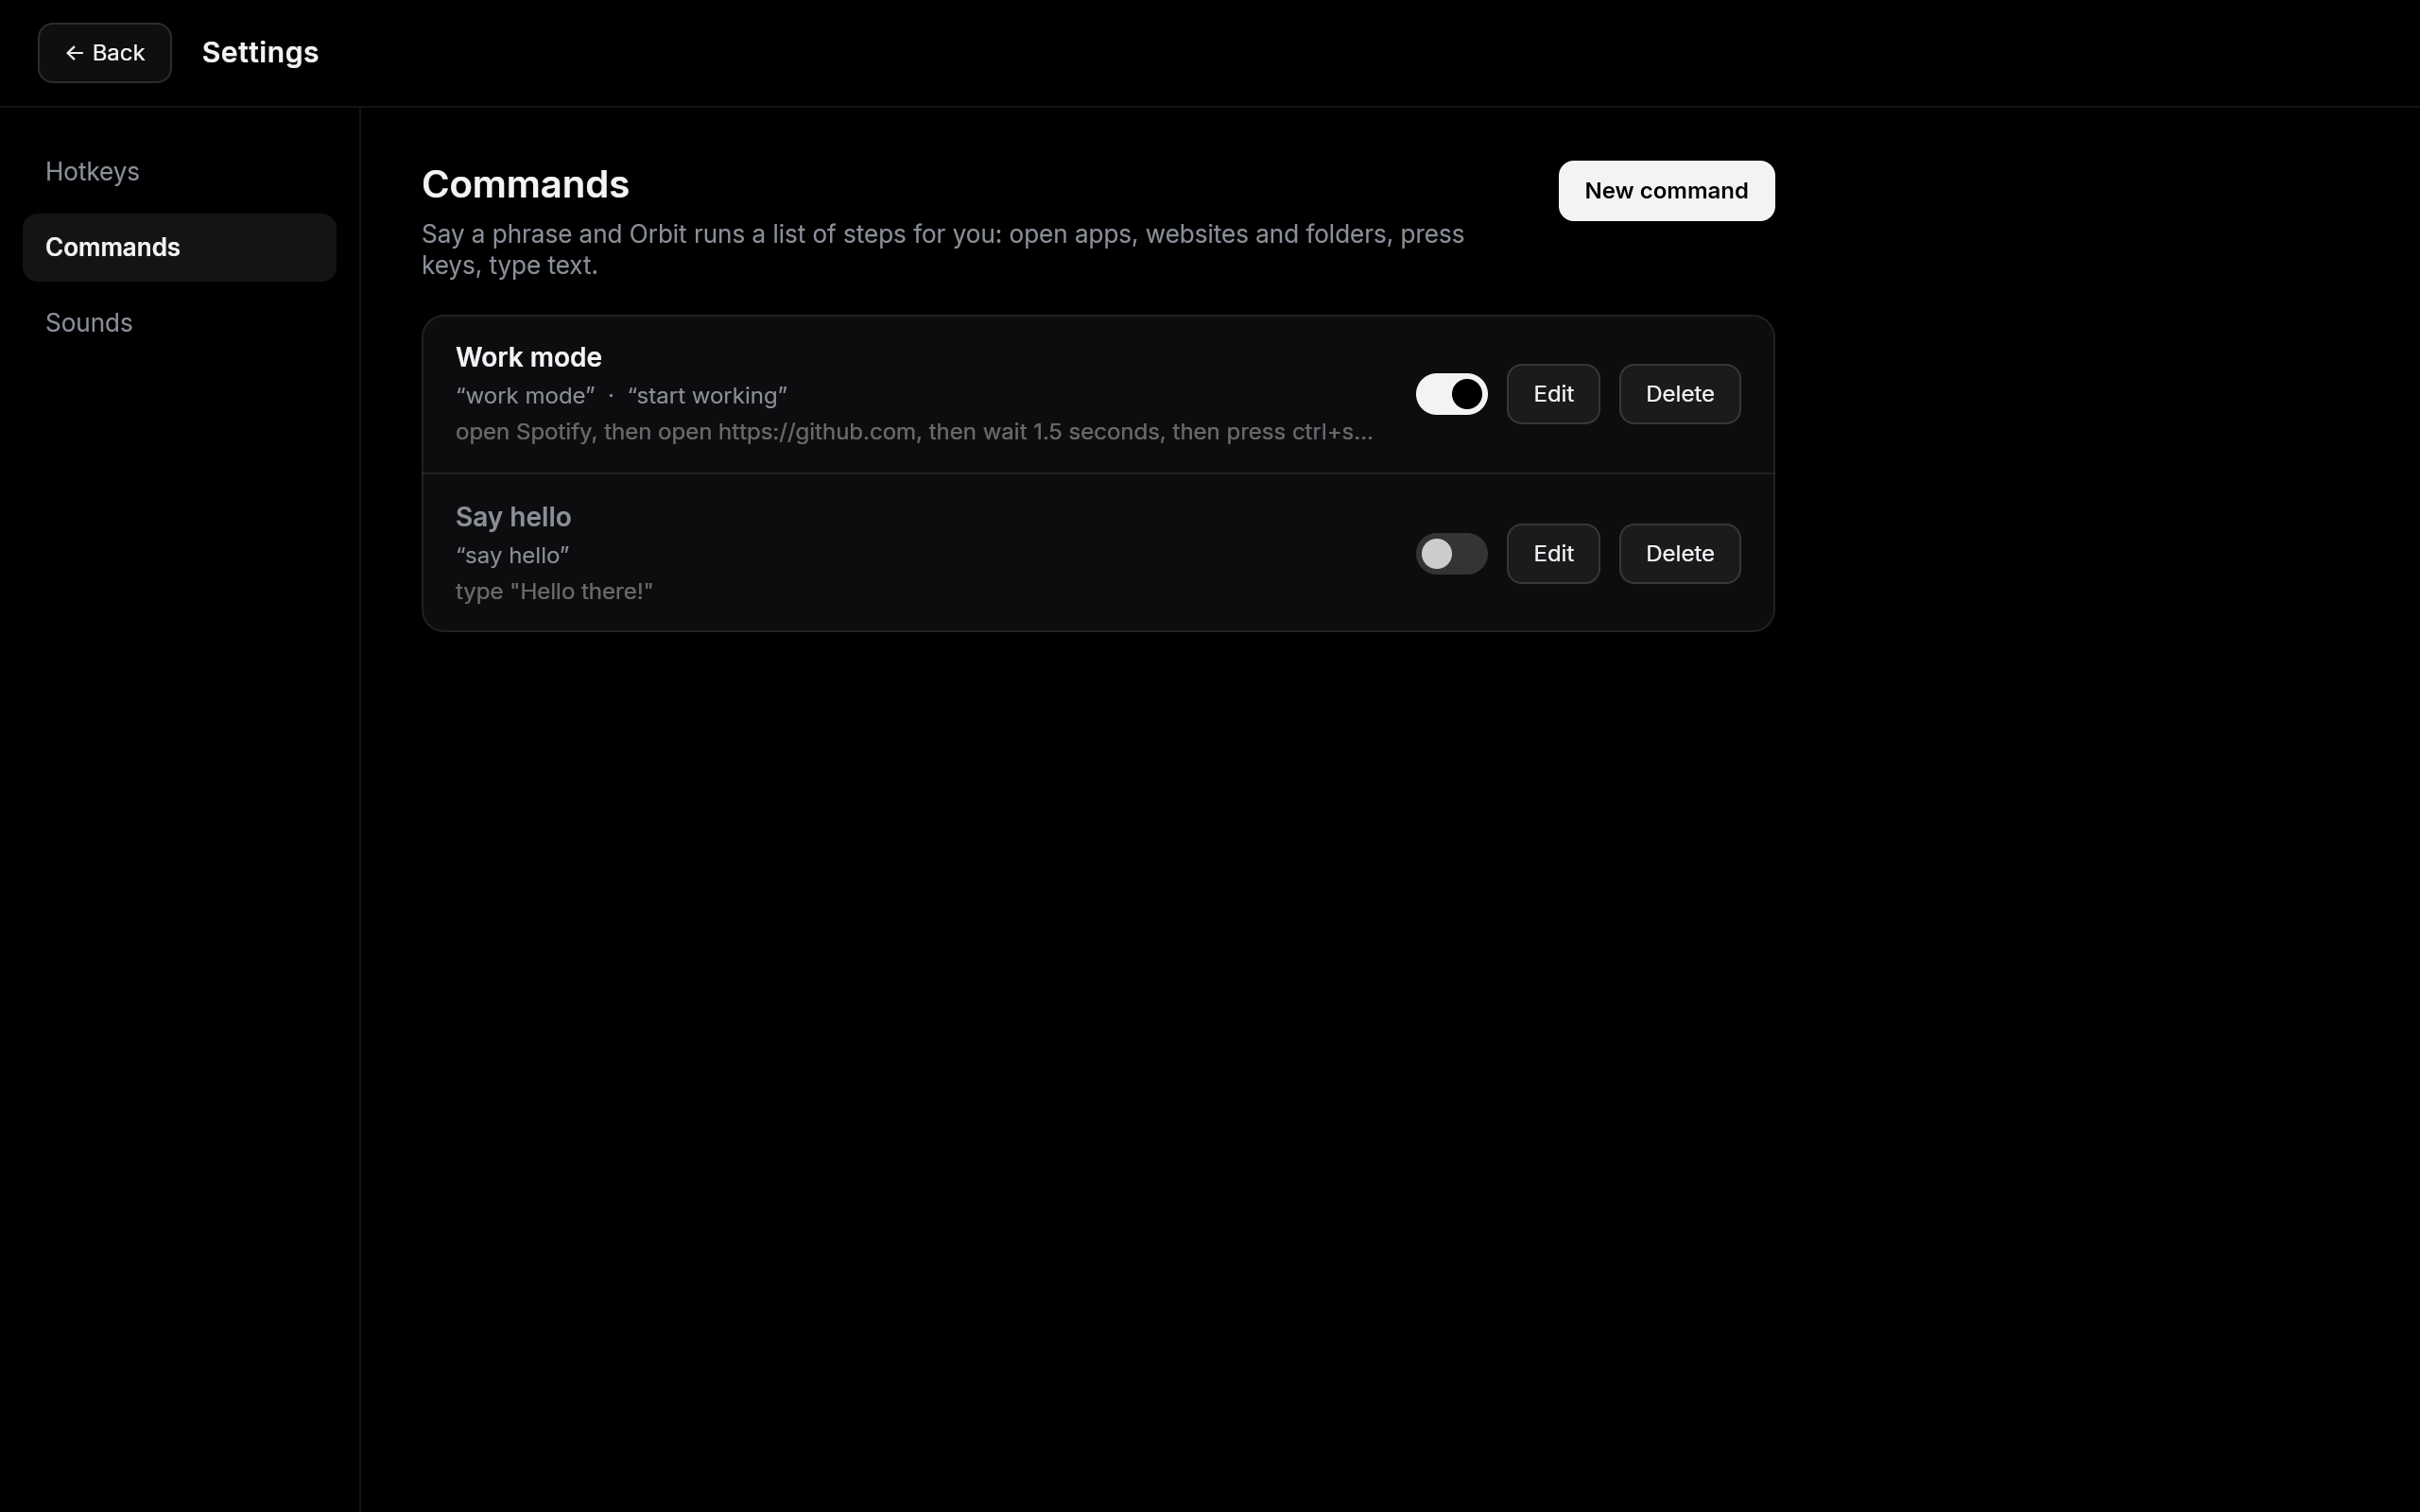 ← Back
Settings
Hotkeys
Commands
Sounds
Commands
New command
Say a phrase and Orbit runs a list of steps for you: open apps, websites and folders, press
keys, type text.
Work mode
“work mode” · “start working”
open Spotify, then open https://github.com, then wait 1.5 seconds, then press ctrl+s...
Edit
Delete
Say hello
“say hello”
type "Hello there!"
Edit
Delete